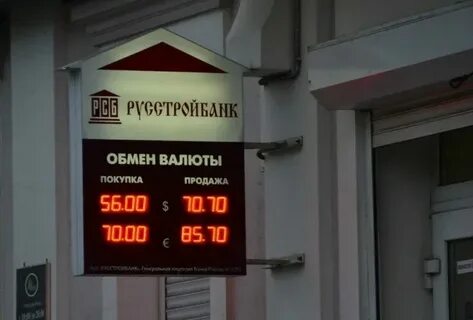 РСБ РУССТРОЙБАНК
ОБМЕН ВАЛЮТЫ
ПОКУПКА ПРОДАЖА
56.00 $ 70.70
70.00 € 85.70